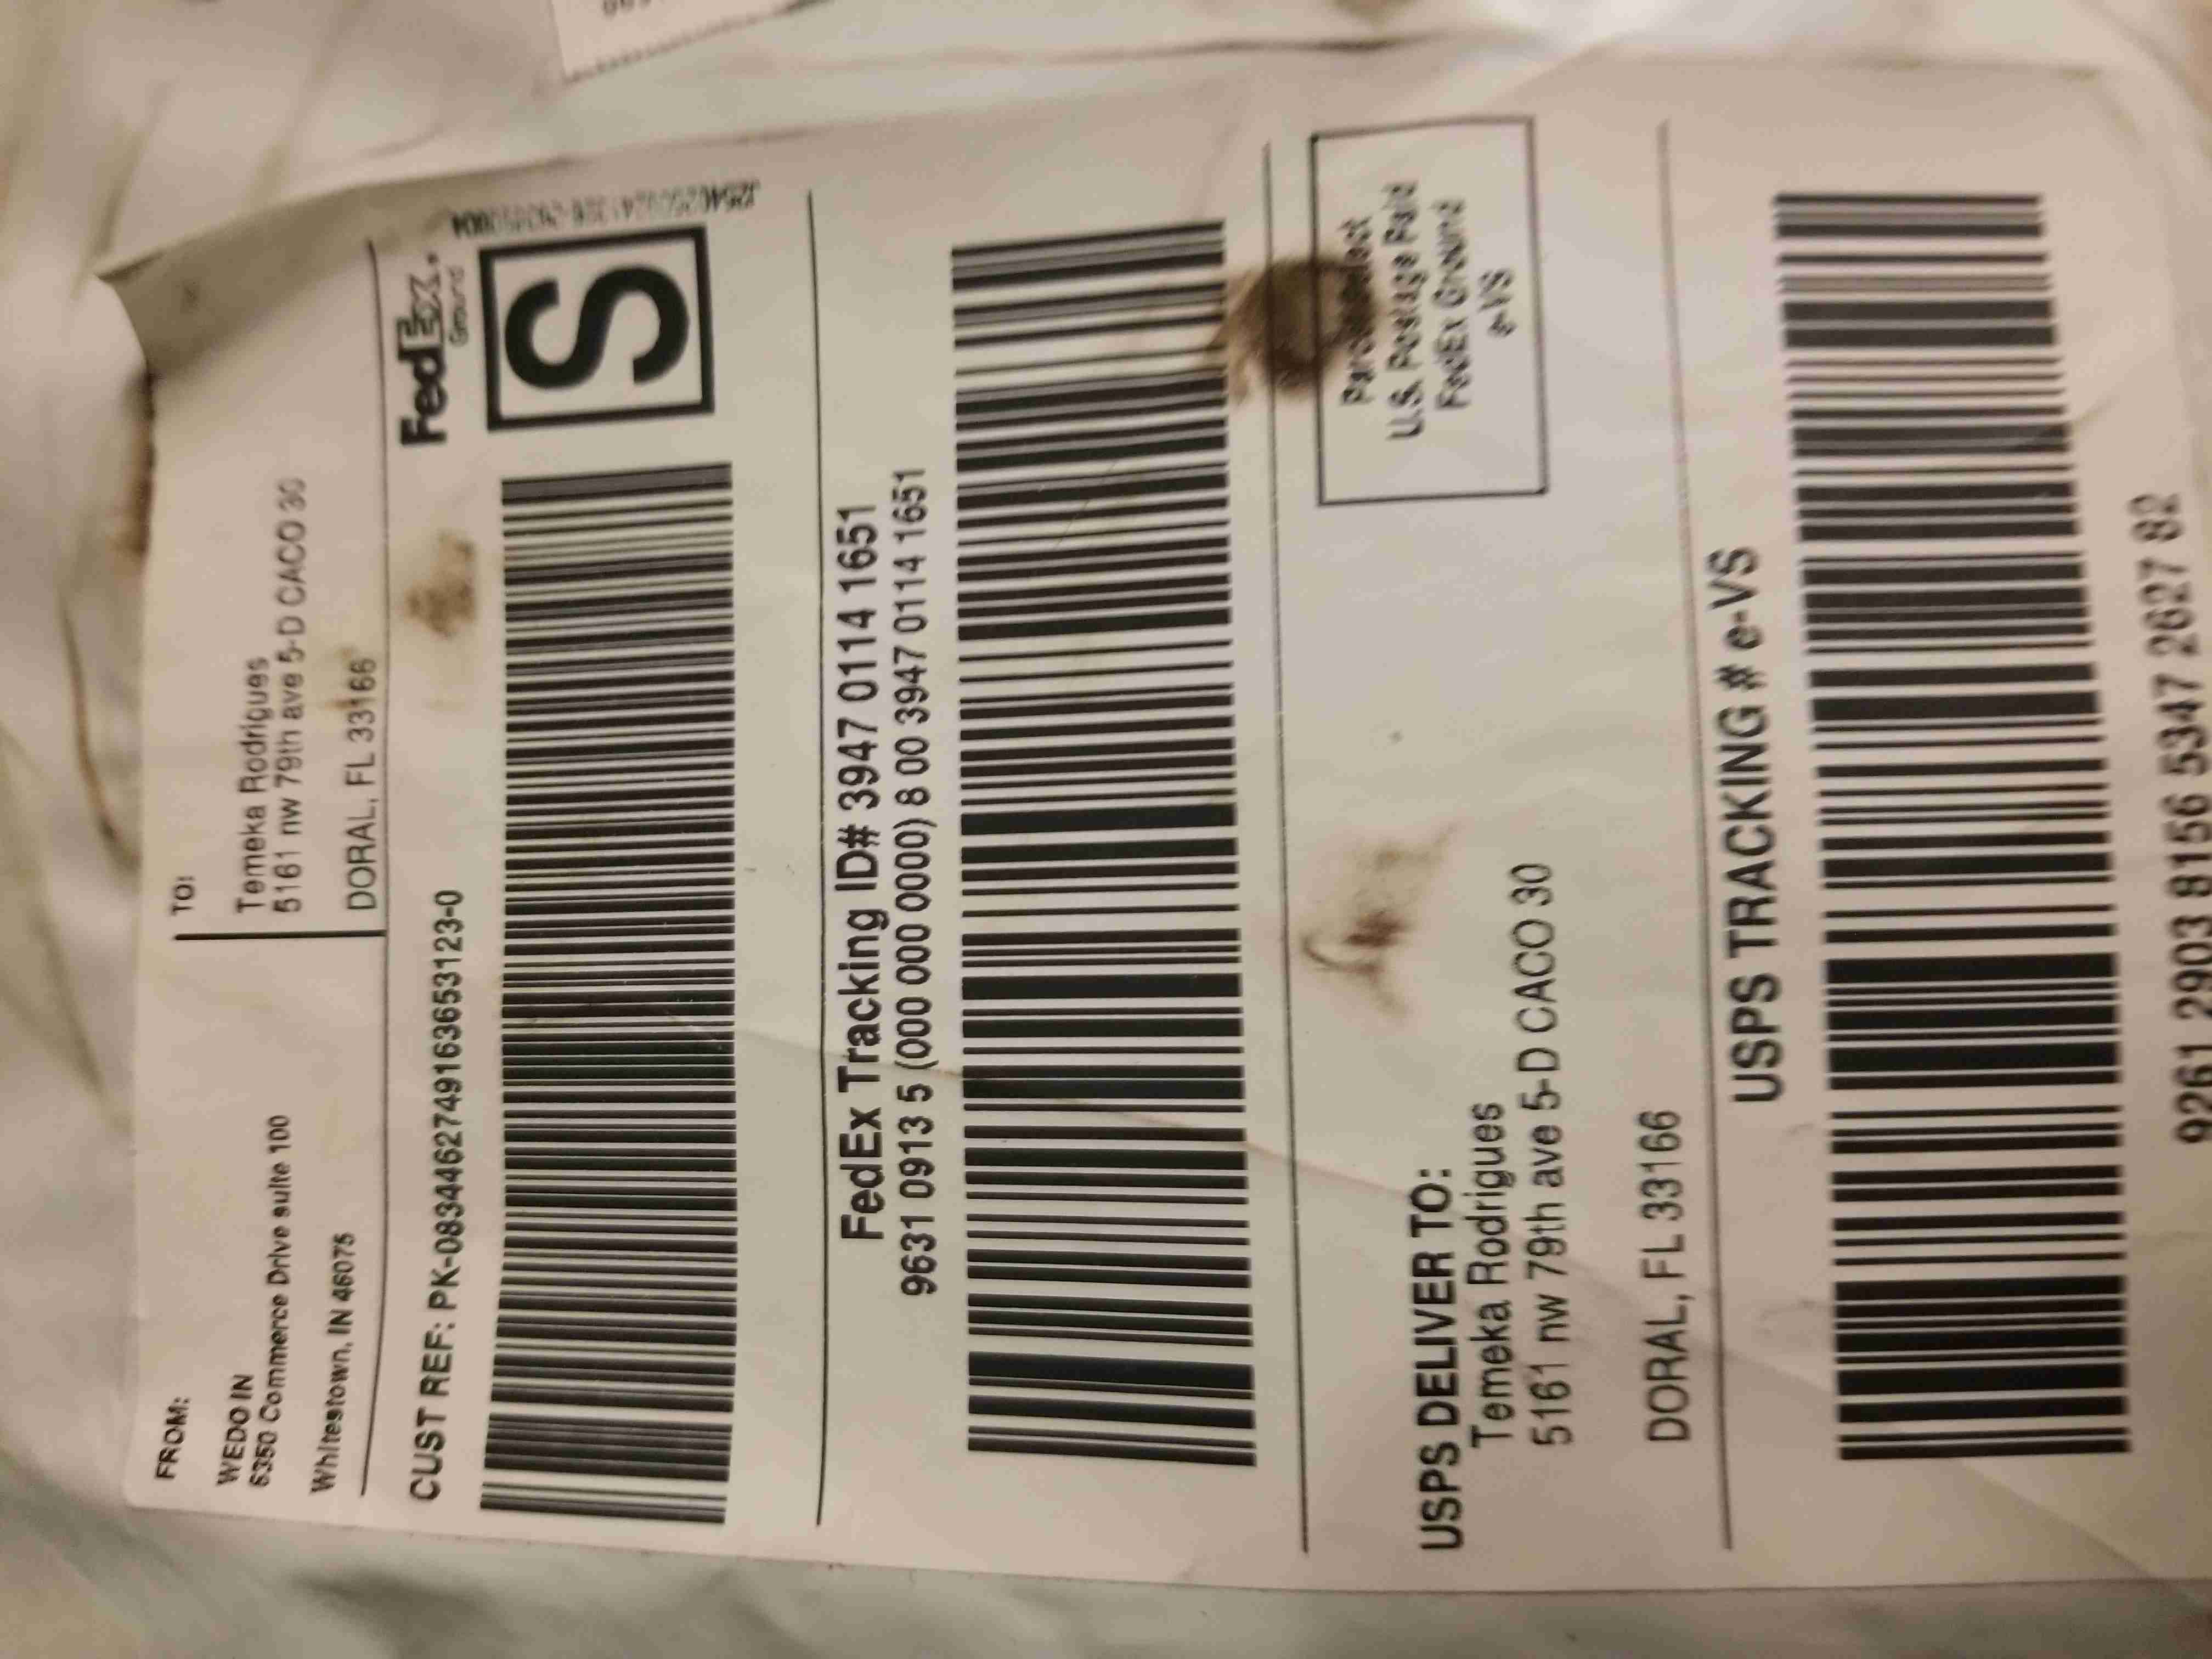 FROM:
WEDO IN
6350 Commerce Drive suite 100
Whitestown, IN 46075
TO:
Temeka Rodrigues
5161 nw 79th ave 5-D CACO 30
DORAL, FL 33166
CUST REF: PK-08344627491636531 23-0
FedEx
Ground
S
FedEx Tracking ID# 3947 0114 1651
9631 0913 5 (000 000 0000) 8 00 3947 0114 1651
Parcel Select
U.S. Postage Paid
FedEx Ground
e-VS
USPS DELIVER TO:
Temeka Rodrigues
5161 nw 79th ave 5-D CACO 30
DORAL, FL 33166
USPS TRACKING # e-VS
9261 2903 8156 5347 2627 82